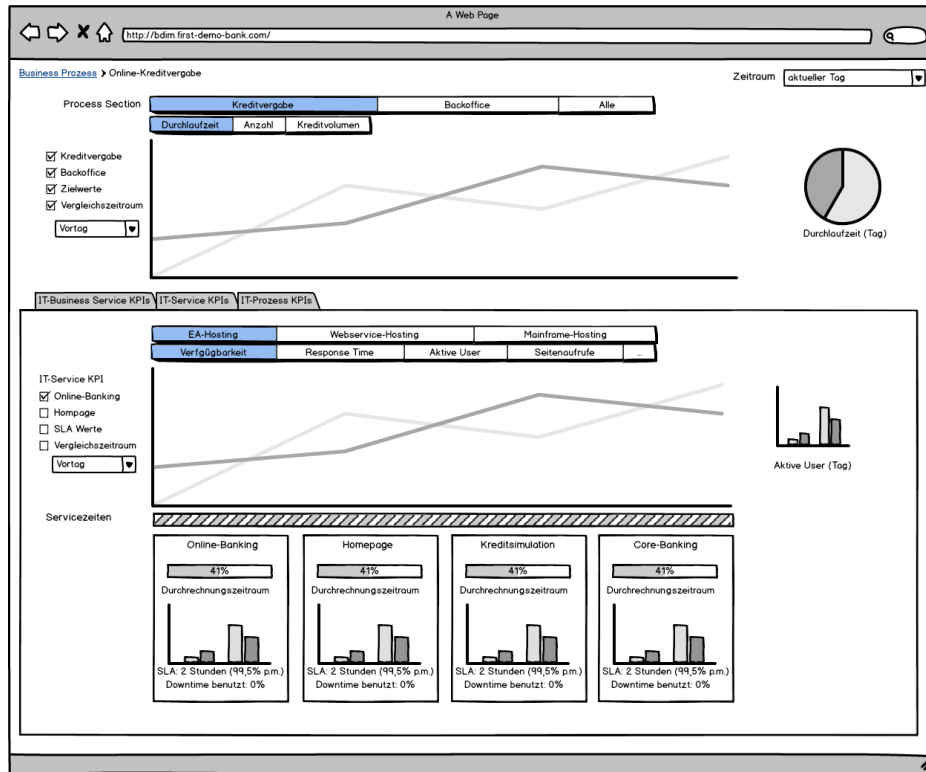 A Web Page
http://bdim.first-demo-bank.com/
Business Prozess > Online-Kreditvergabe
Zeitraum aktueller Tag
Process Section Kreditvergabe Backoffice Alle
Durchlaufzeit Anzahl Kreditvolumen
Kreditvergabe
Backoffice
Zielwerte
Vergleichszeitraum
Vortag
Durchlaufzeit (Tag)
IT-Business Service KPIs IT-Service KPIs IT-Prozess KPIs
EA-Hosting Webservice-Hosting Mainframe-Hosting
Verfgügbarkeit Response Time Aktive User Seitenaufrufe ...
IT-Service KPI
Online-Banking
Hompage
SLA Werte
Vergleichszeitraum
Vortag
Aktive User (Tag)
Servicezeiten
Online-Banking Homepage Kreditsimulation Core-Banking
41% 41% 41% 41%
Durchrechnungszeitraum Durchrechnungszeitraum Durchrechnungszeitraum Durchrechnungszeitraum
SLA: 2 Stunden (99,5% p.m.) SLA: 2 Stunden (99,5% p.m.) SLA: 2 Stunden (99,5% p.m.) SLA: 2 Stunden (99,5% p.m.)
Downtime benutzt: 0% Downtime benutzt: 0% Downtime benutzt: 0% Downtime benutzt: 0%